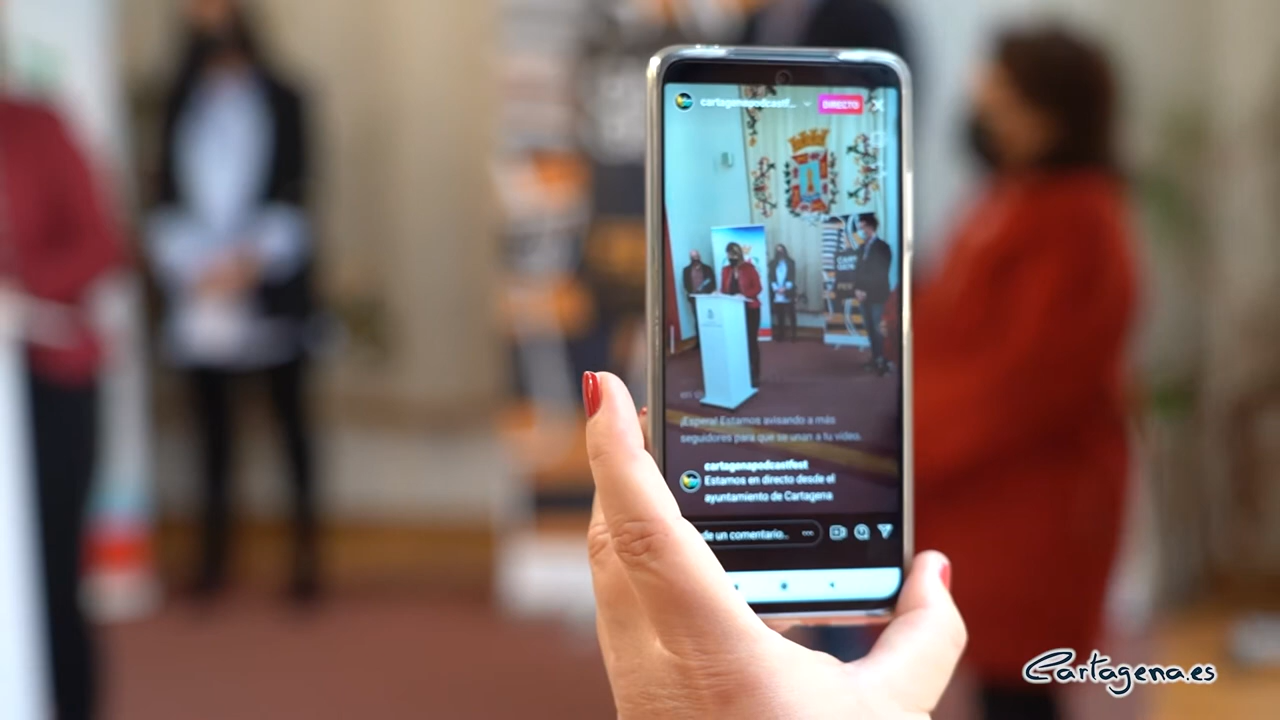 cartagenapodcastf...
DIRECTO
¡Espera! Estamos avisando a más
seguidores para que se unan a tu video.
cartagenapodcastfest
Estamos en directo desde el
ayuntamiento de Cartagena
de un comentario...
Cartagena.es